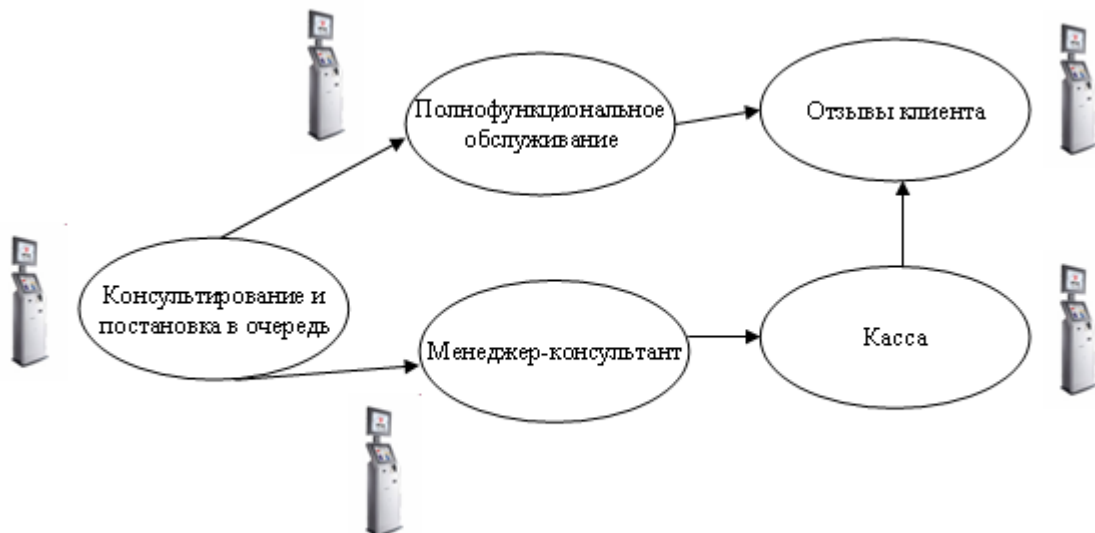 Полнофункциональное
обслуживание
Отзывы клиента
Консультирование и
постановка в очередь
Менеджер-консультант
Касса